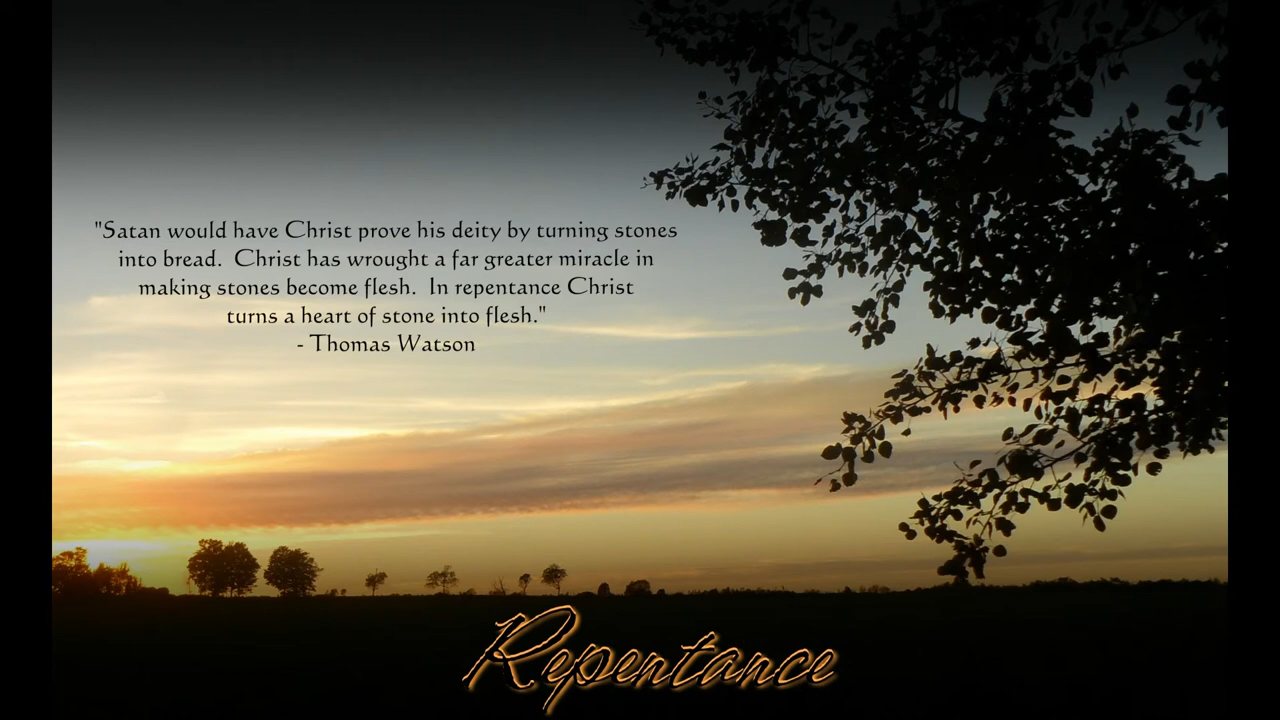 "Satan would have Christ prove his deity by turning stones
into bread.  Christ has wrought a far greater miracle in
making stones become flesh.  In repentance Christ
turns a heart of stone into flesh."
- Thomas Watson
Repentance